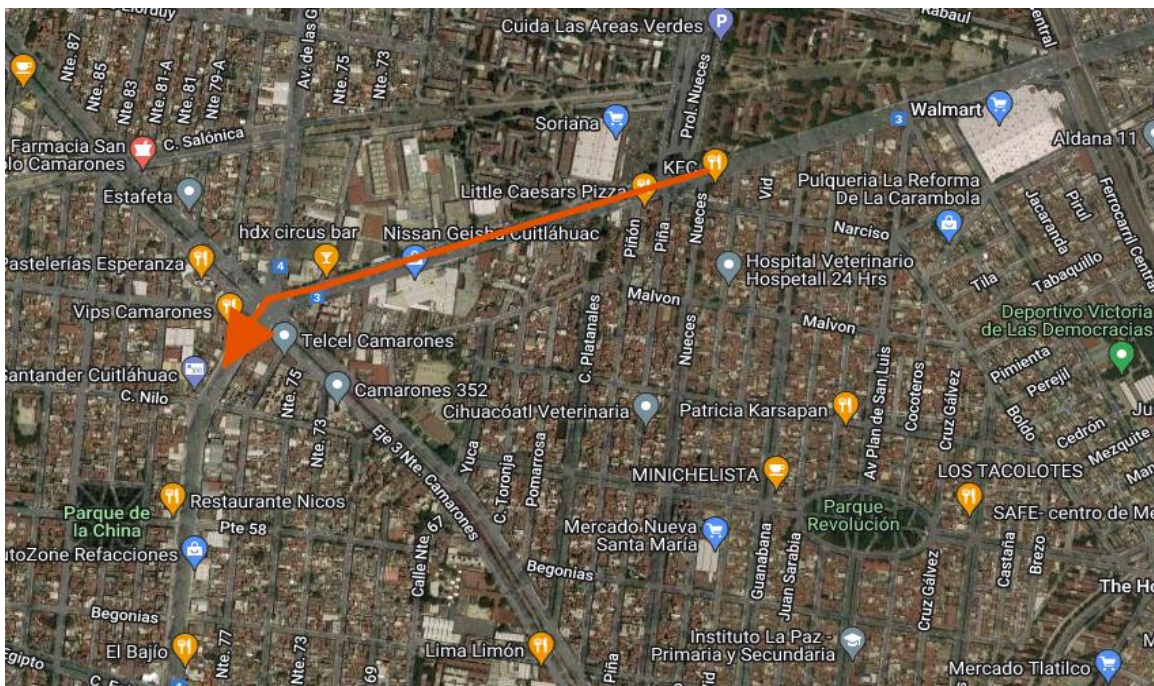 Cuida Las Areas Verdes
P
Rabaul
Central
Nte. 87
Nte. 85
Nte 83
Nte. 81-A
Nte. 81
Nte 79-A
Av. de las G
Nte. 75
Nte. 73
Prol. Nueces
C. Salónica
Soriana
3
Walmart
Aldana 11
Farmacia San
blo Camarones
KFC
Little Caesars Pizza
Vid
Pulqueria La Reforma
De La Carambola
Estafeta
Jacaranda
Pirul
Ferrocarril Central
hdx circus bar
Nissan Geisha Cuitláhuac
Piñón
Piña
Nueces
Narciso
Pastelerías Esperanza
4
3
Hospital Veterinario
Hospetall 24 Hrs
Tila
Tabaquillo
Vips Camarones
Malvon
Malvon
Deportivo Victoria
de Las Democracias
Telcel Camarones
C. Platanales
Nueces
Pimienta
Perejil
Santander Cuitláhuac
C. Nilo
Nte. 75
Nte. 73
Camarones 352
Cihuacóatl Veterinaria
Patricia Karsapan
Av Plan de San Luis
Cocoteros
Cruz Gálvez
Boldo
Cedrón
Mezquite
Man
Ju
Eje 3 Nte. Camarones
Yuca
C. Toronja
Pomarrosa
MINICHELISTA
LOS TACOLOTES
Restaurante Nicos
Parque de
la China
Pte 58
Calle Nte. 67
Mercado Nueva
Santa María
Parque
Revolución
SAFE- centro de Me
AutoZone Refacciones
Begonias
Guanabana
Juan Sarabia
Cruz Gálvez
Castaña
Brezo
The Ho
Begonias
El Bajío
Nte. 77
Nte. 73
69
Lima Limón
Piña
Instituto La Paz -
Primaria y Secundaria
M
Egipto
Mercado Tlatilco